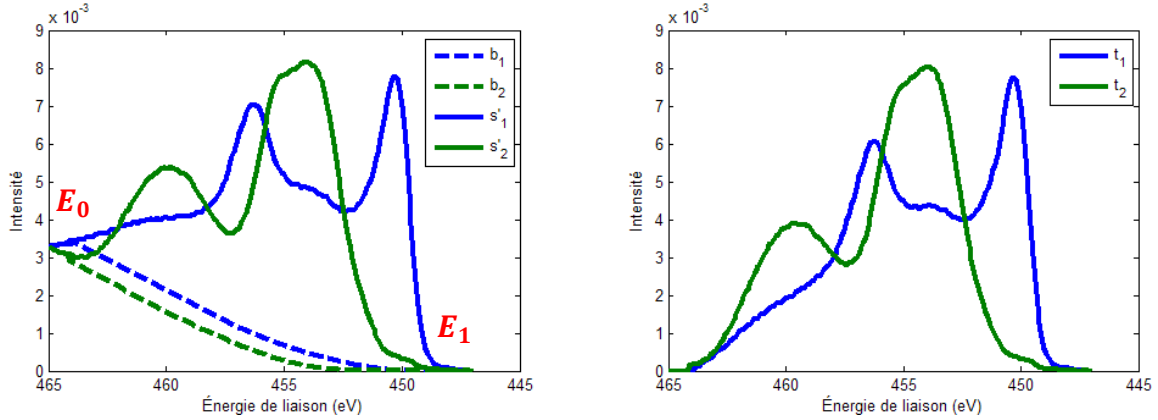 x 10⁻³
9
8
7
6
5
4
3
2
1
0
Intensité
465
460
455
450
445
Énergie de liaison (eV)
b₁
b₂
s'₁
s'₂
E₀
E₁
x 10⁻³
9
8
7
6
5
4
3
2
1
0
Intensité
465
460
455
450
445
Énergie de liaison (eV)
t₁
t₂